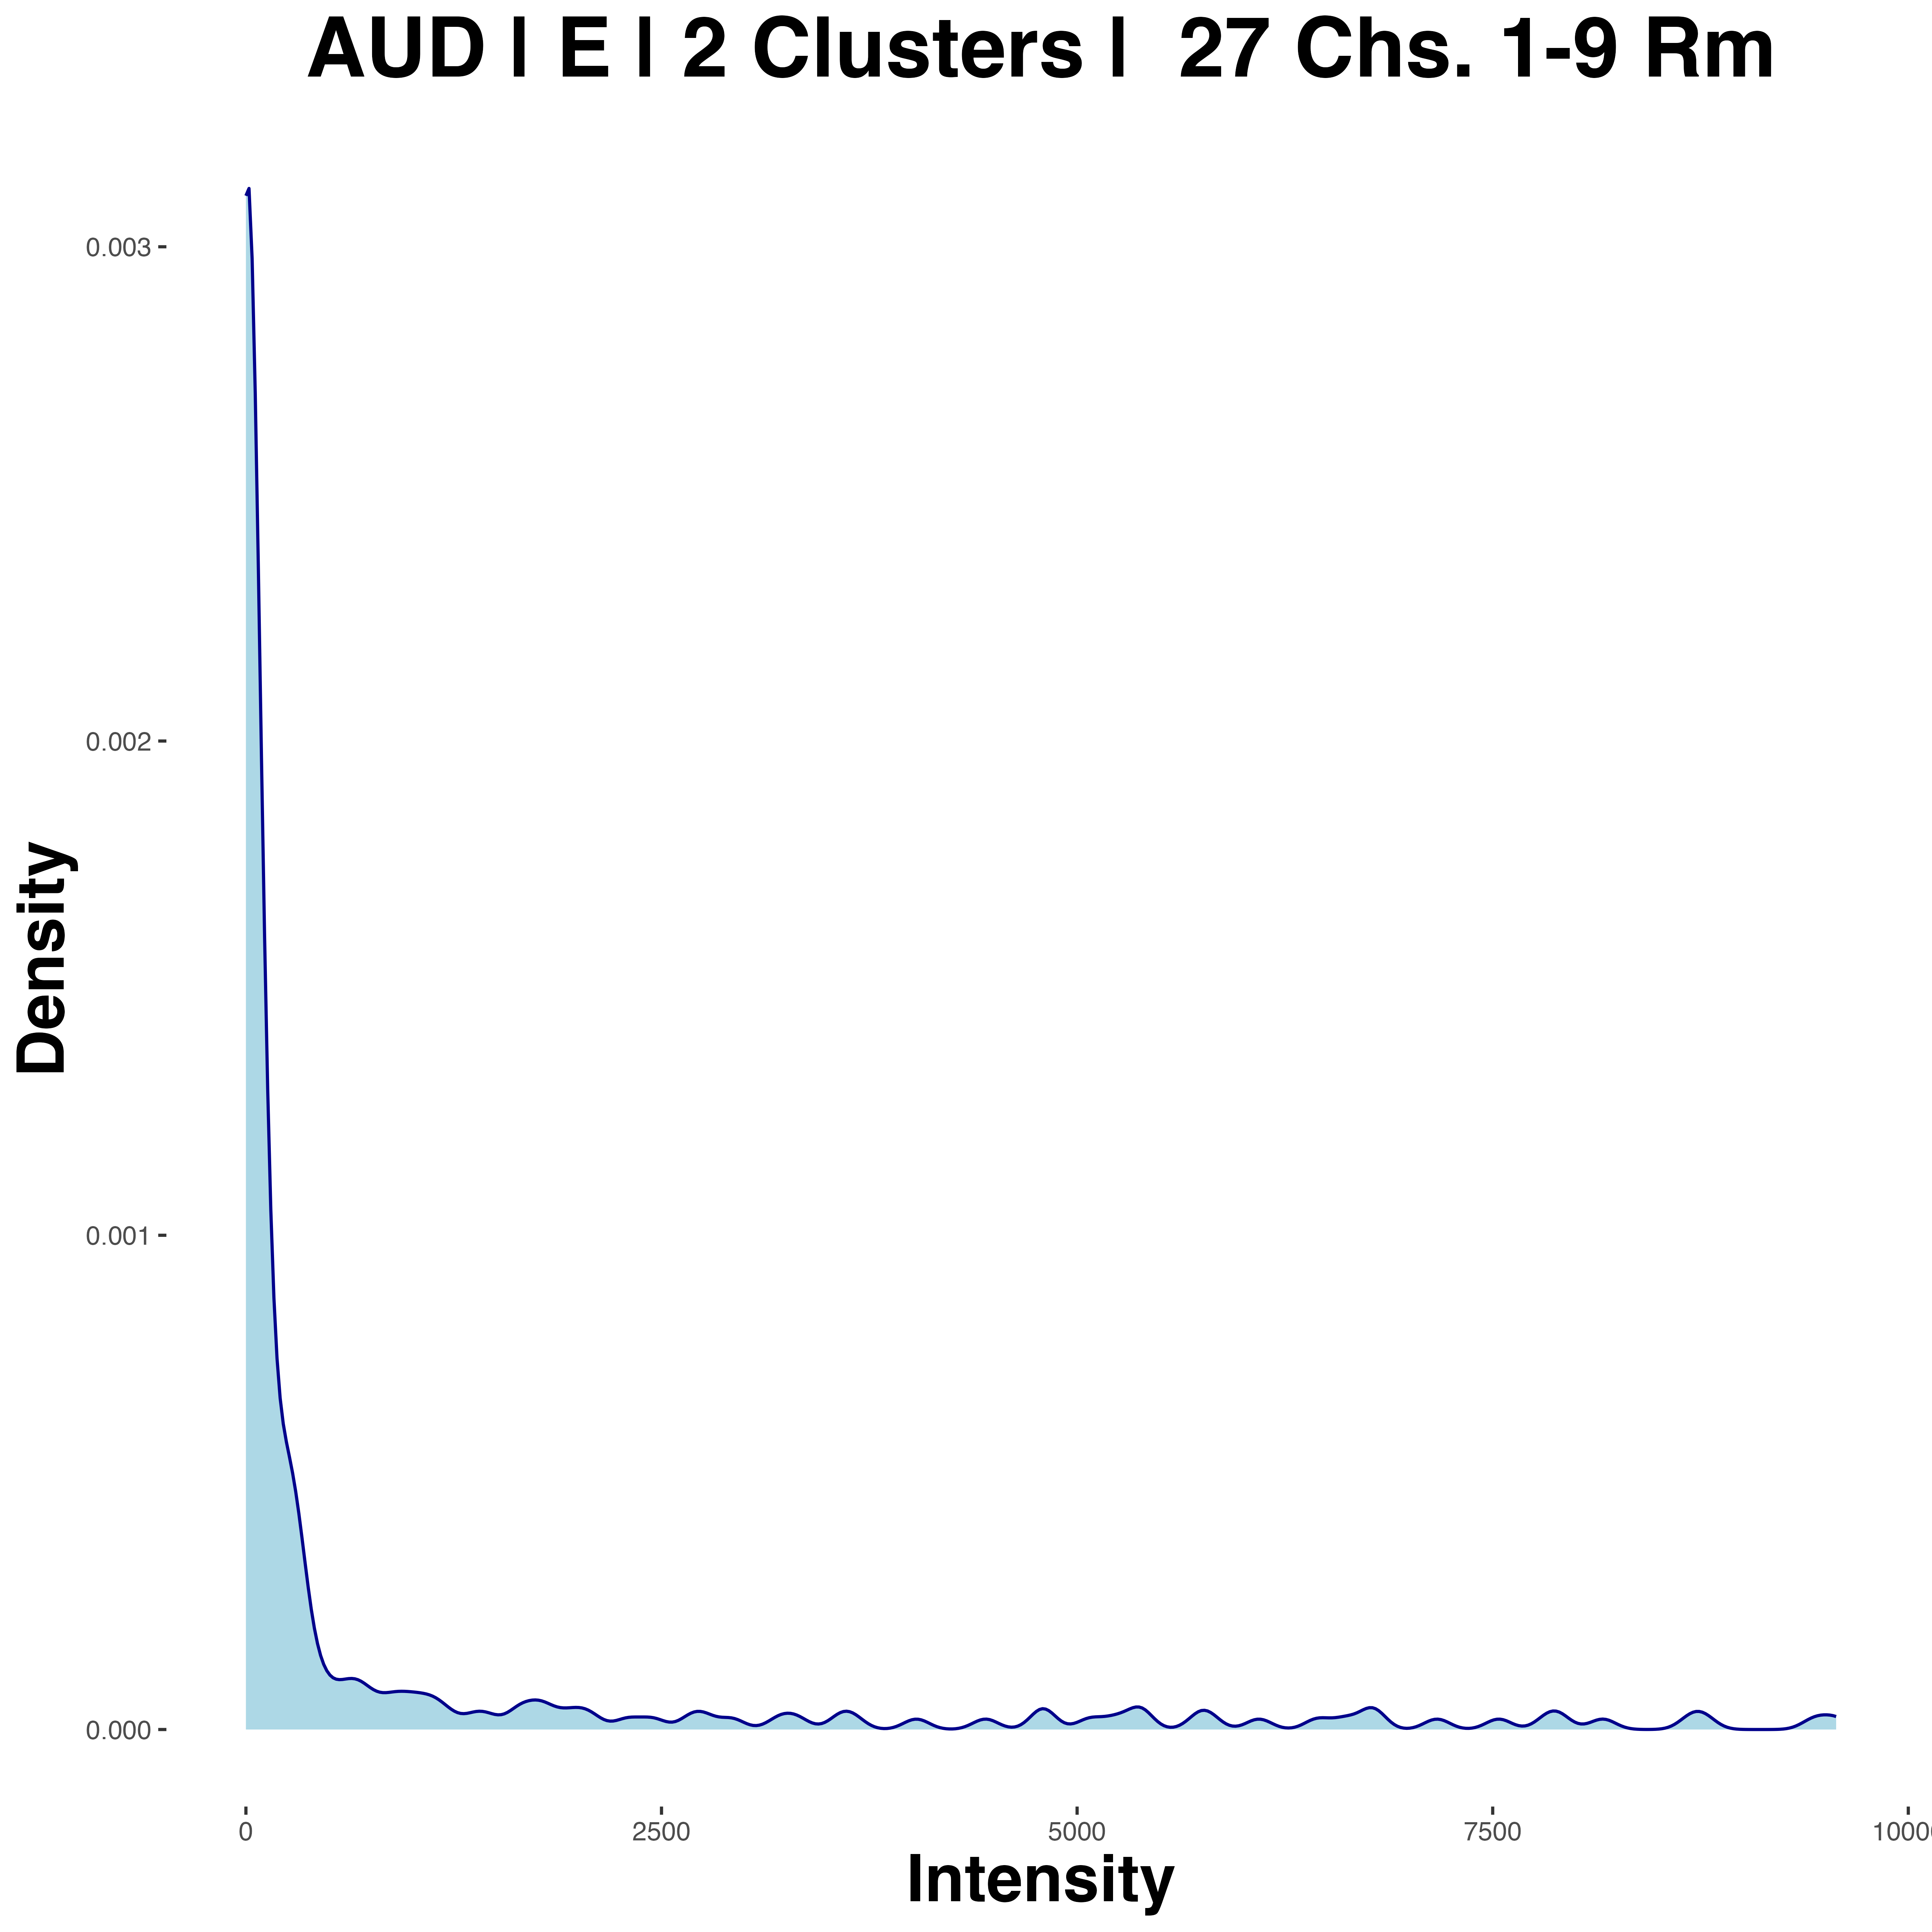 AUD | E | 2 Clusters |  27 Chs. 1-9 Rm
0.003
0.002
0.001
0.000
Density
0
2500
5000
7500
Intensity